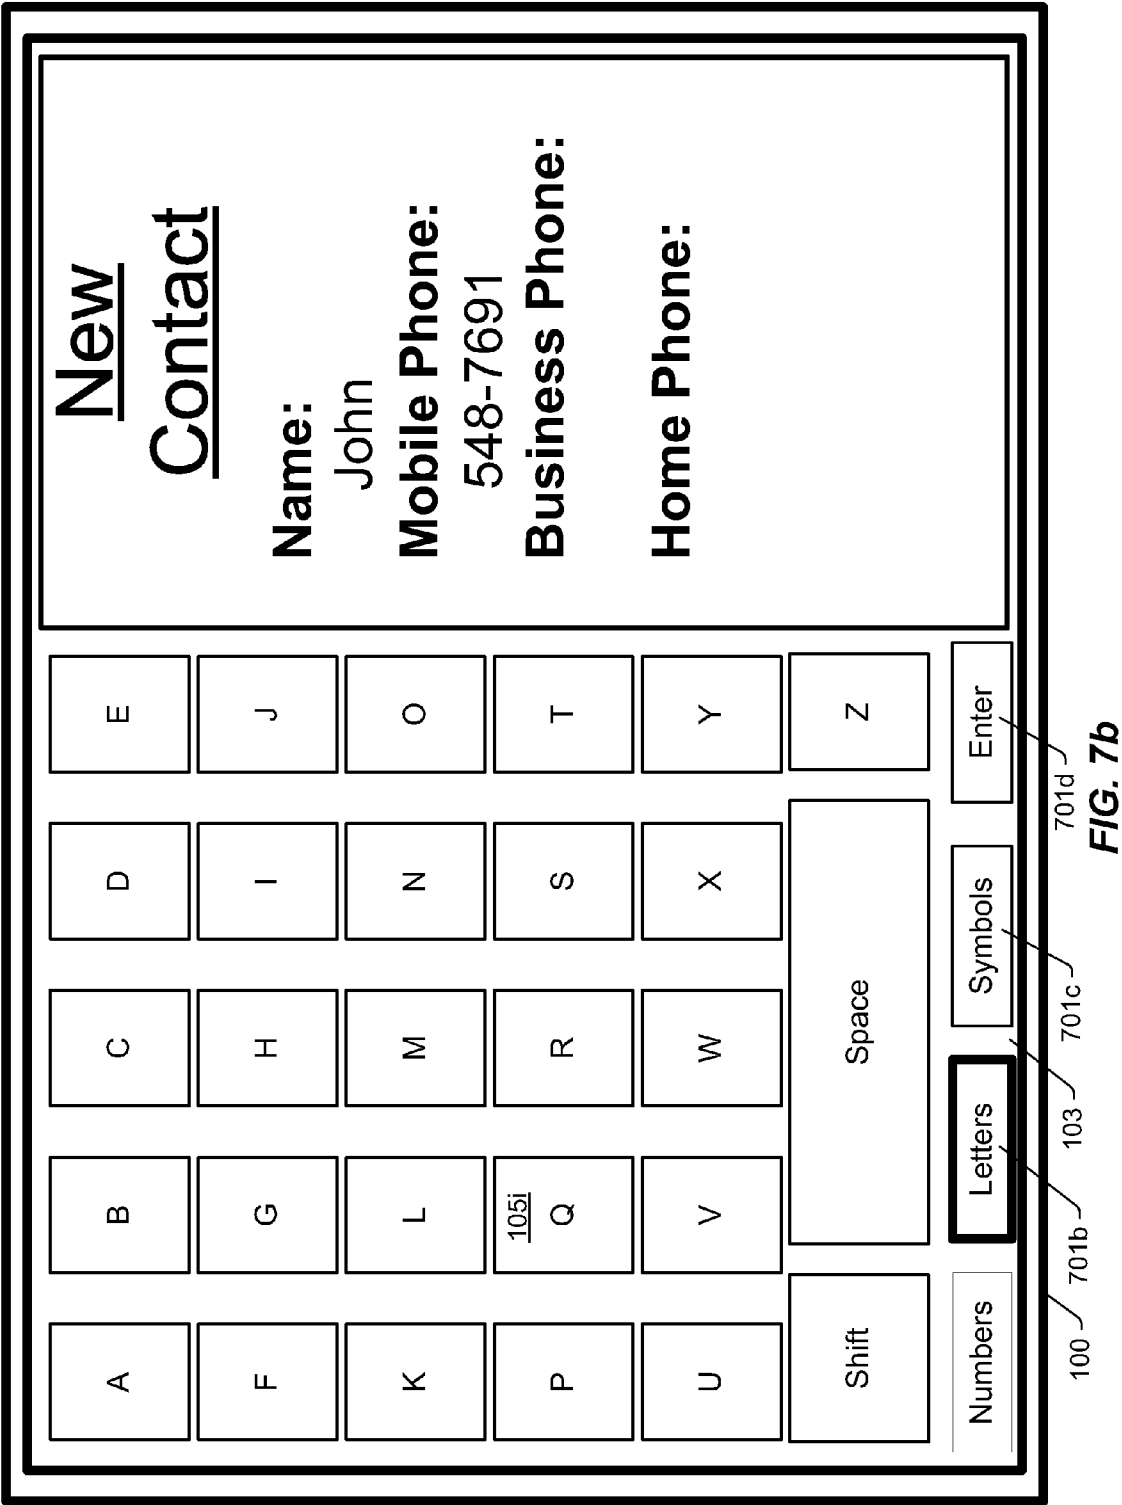 A
B
C
D
E
F
G
H
I
J
K
L
M
N
O
P
105i
Q
R
S
T
U
V
W
X
Y
Shift
Space
Z
Numbers
Letters
Symbols
Enter
New
Contact
Name:
John
Mobile Phone:
548-7691
Business Phone:
Home Phone:
100
701b
103
701c
701d
FIG. 7b